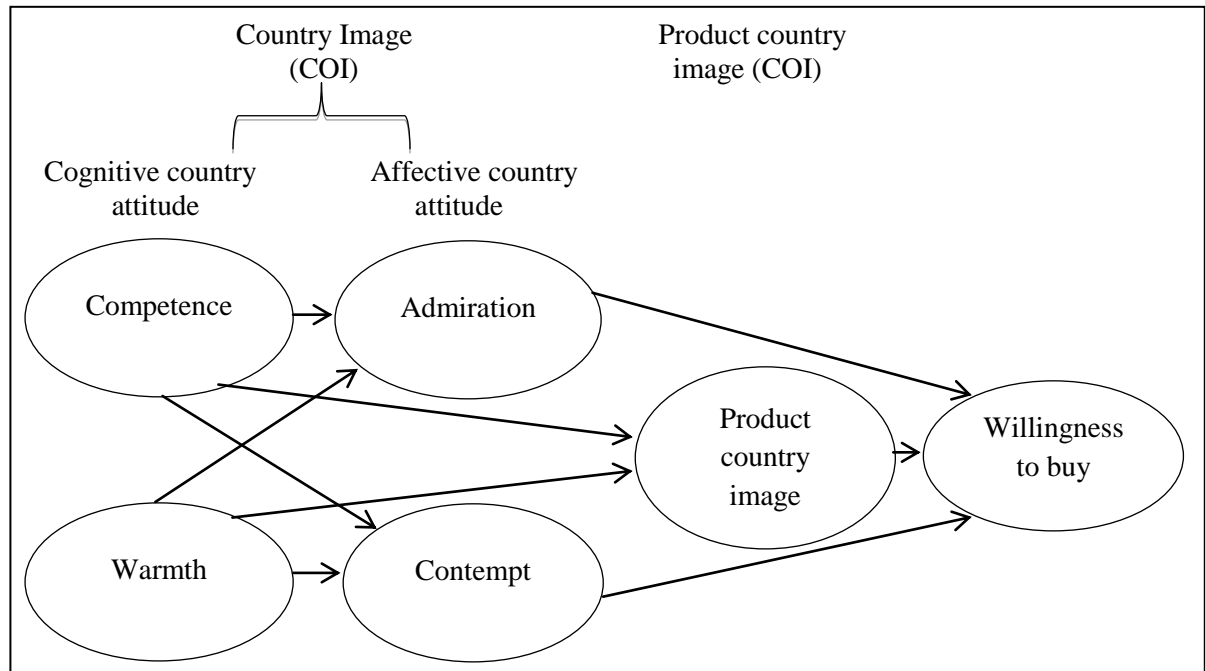 Country Image
(COI)
Product country
image (COI)
Cognitive country
attitude
Affective country
attitude
Competence
Admiration
Product
country
image
Willingness
to buy
Warmth
Contempt